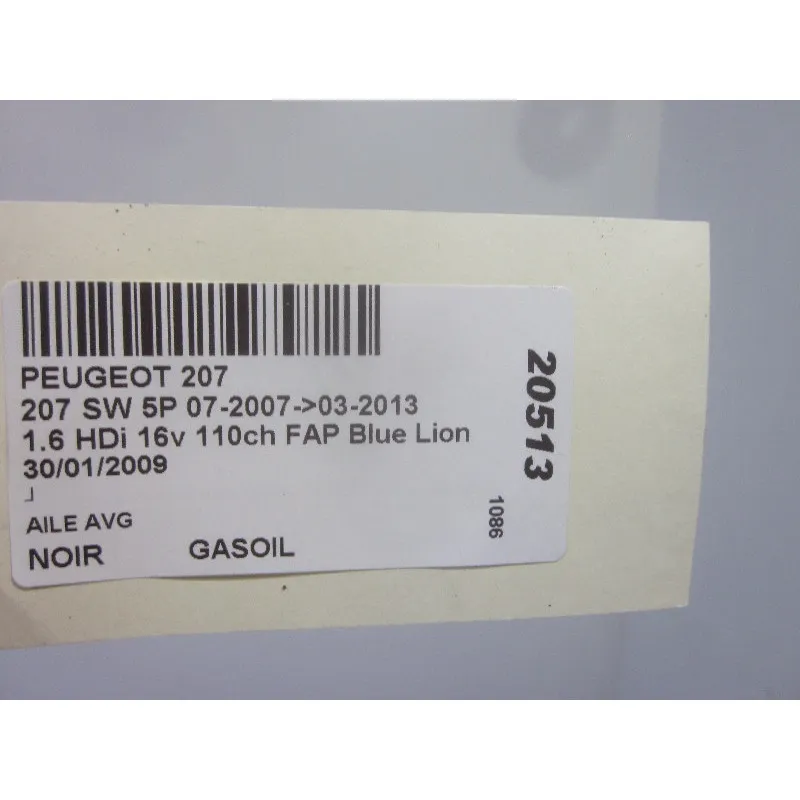 PEUGEOT 207
207 SW 5P 07-2007->03-2013
1.6 HDi 16v 110ch FAP Blue Lion
30/01/2009
AILE AVG
NOIR GASOIL
20513
1086